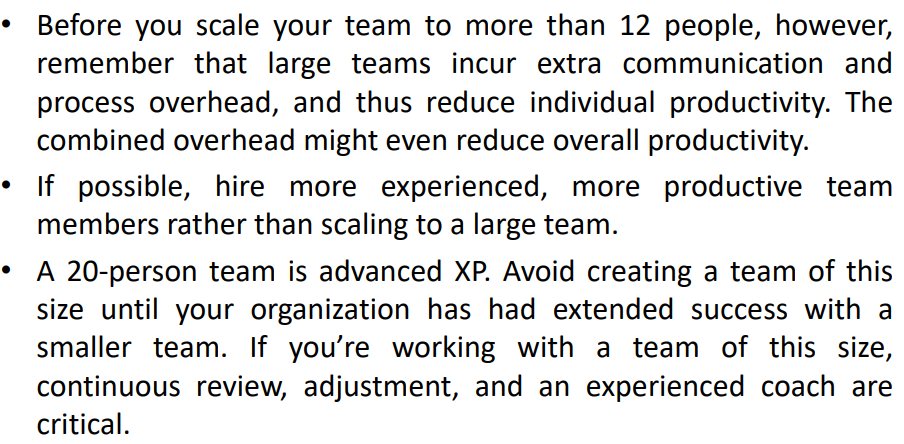 • Before you scale your team to more than 12 people, however,
remember that large teams incur extra communication and
process overhead, and thus reduce individual productivity. The
combined overhead might even reduce overall productivity.
• If possible, hire more experienced, more productive team
members rather than scaling to a large team.
• A 20-person team is advanced XP. Avoid creating a team of this
size until your organization has had extended success with a
smaller team. If you’re working with a team of this size,
continuous review, adjustment, and an experienced coach are
critical.